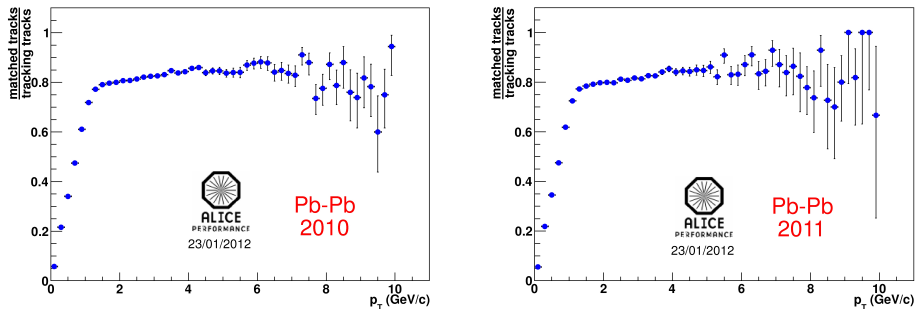 matched tracks
tracking tracks
1
0.8
0.6
0.4
0.2
0
ALICE
PERFORMANCE
23/01/2012
Pb-Pb
2010
0 2 4 6 8 10
p_T (GeV/c)
matched tracks
tracking tracks
1
0.8
0.6
0.4
0.2
0
ALICE
PERFORMANCE
23/01/2012
Pb-Pb
2011
0 2 4 6 8 10
p_T (GeV/c)